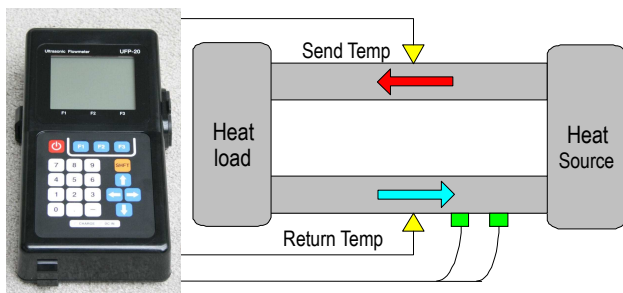 Ultrasonic Flowmeter UFP-20
F1 F2 F3
F1 F2 F3
7 8 9 SHIFT
4 5 6
1 2 3
0 . —
CHARGE
Send Temp
Heat
load
Heat
Source
Return Temp